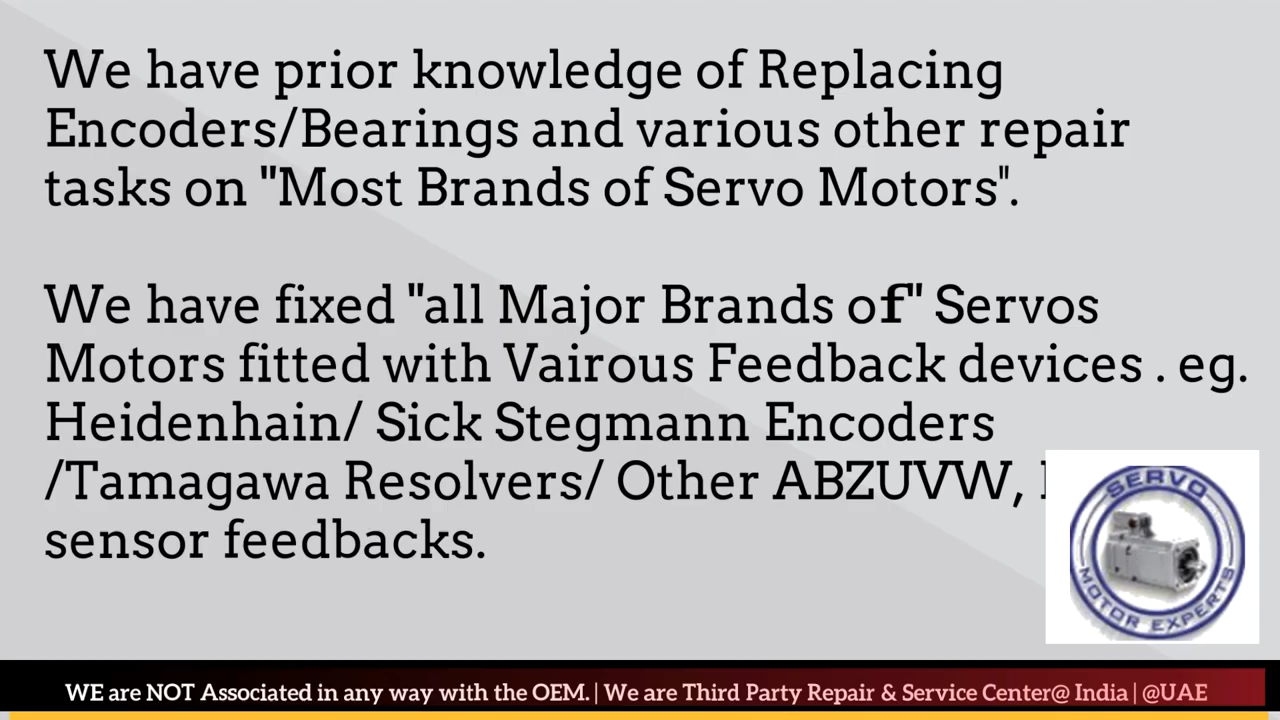 We have prior knowledge of Replacing
Encoders/Bearings and various other repair
tasks on "Most Brands of Servo Motors".
We have fixed "all Major Brands of" Servos
Motors fitted with Vairous Feedback devices . eg.
Heidenhain/ Sick Stegmann Encoders
/Tamagawa Resolvers/ Other ABZUVW,
sensor feedbacks.
SERVO
MOTOR EXPERTS
WE are NOT Associated in any way with the OEM. | We are Third Party Repair & Service Center@ India | @UAE